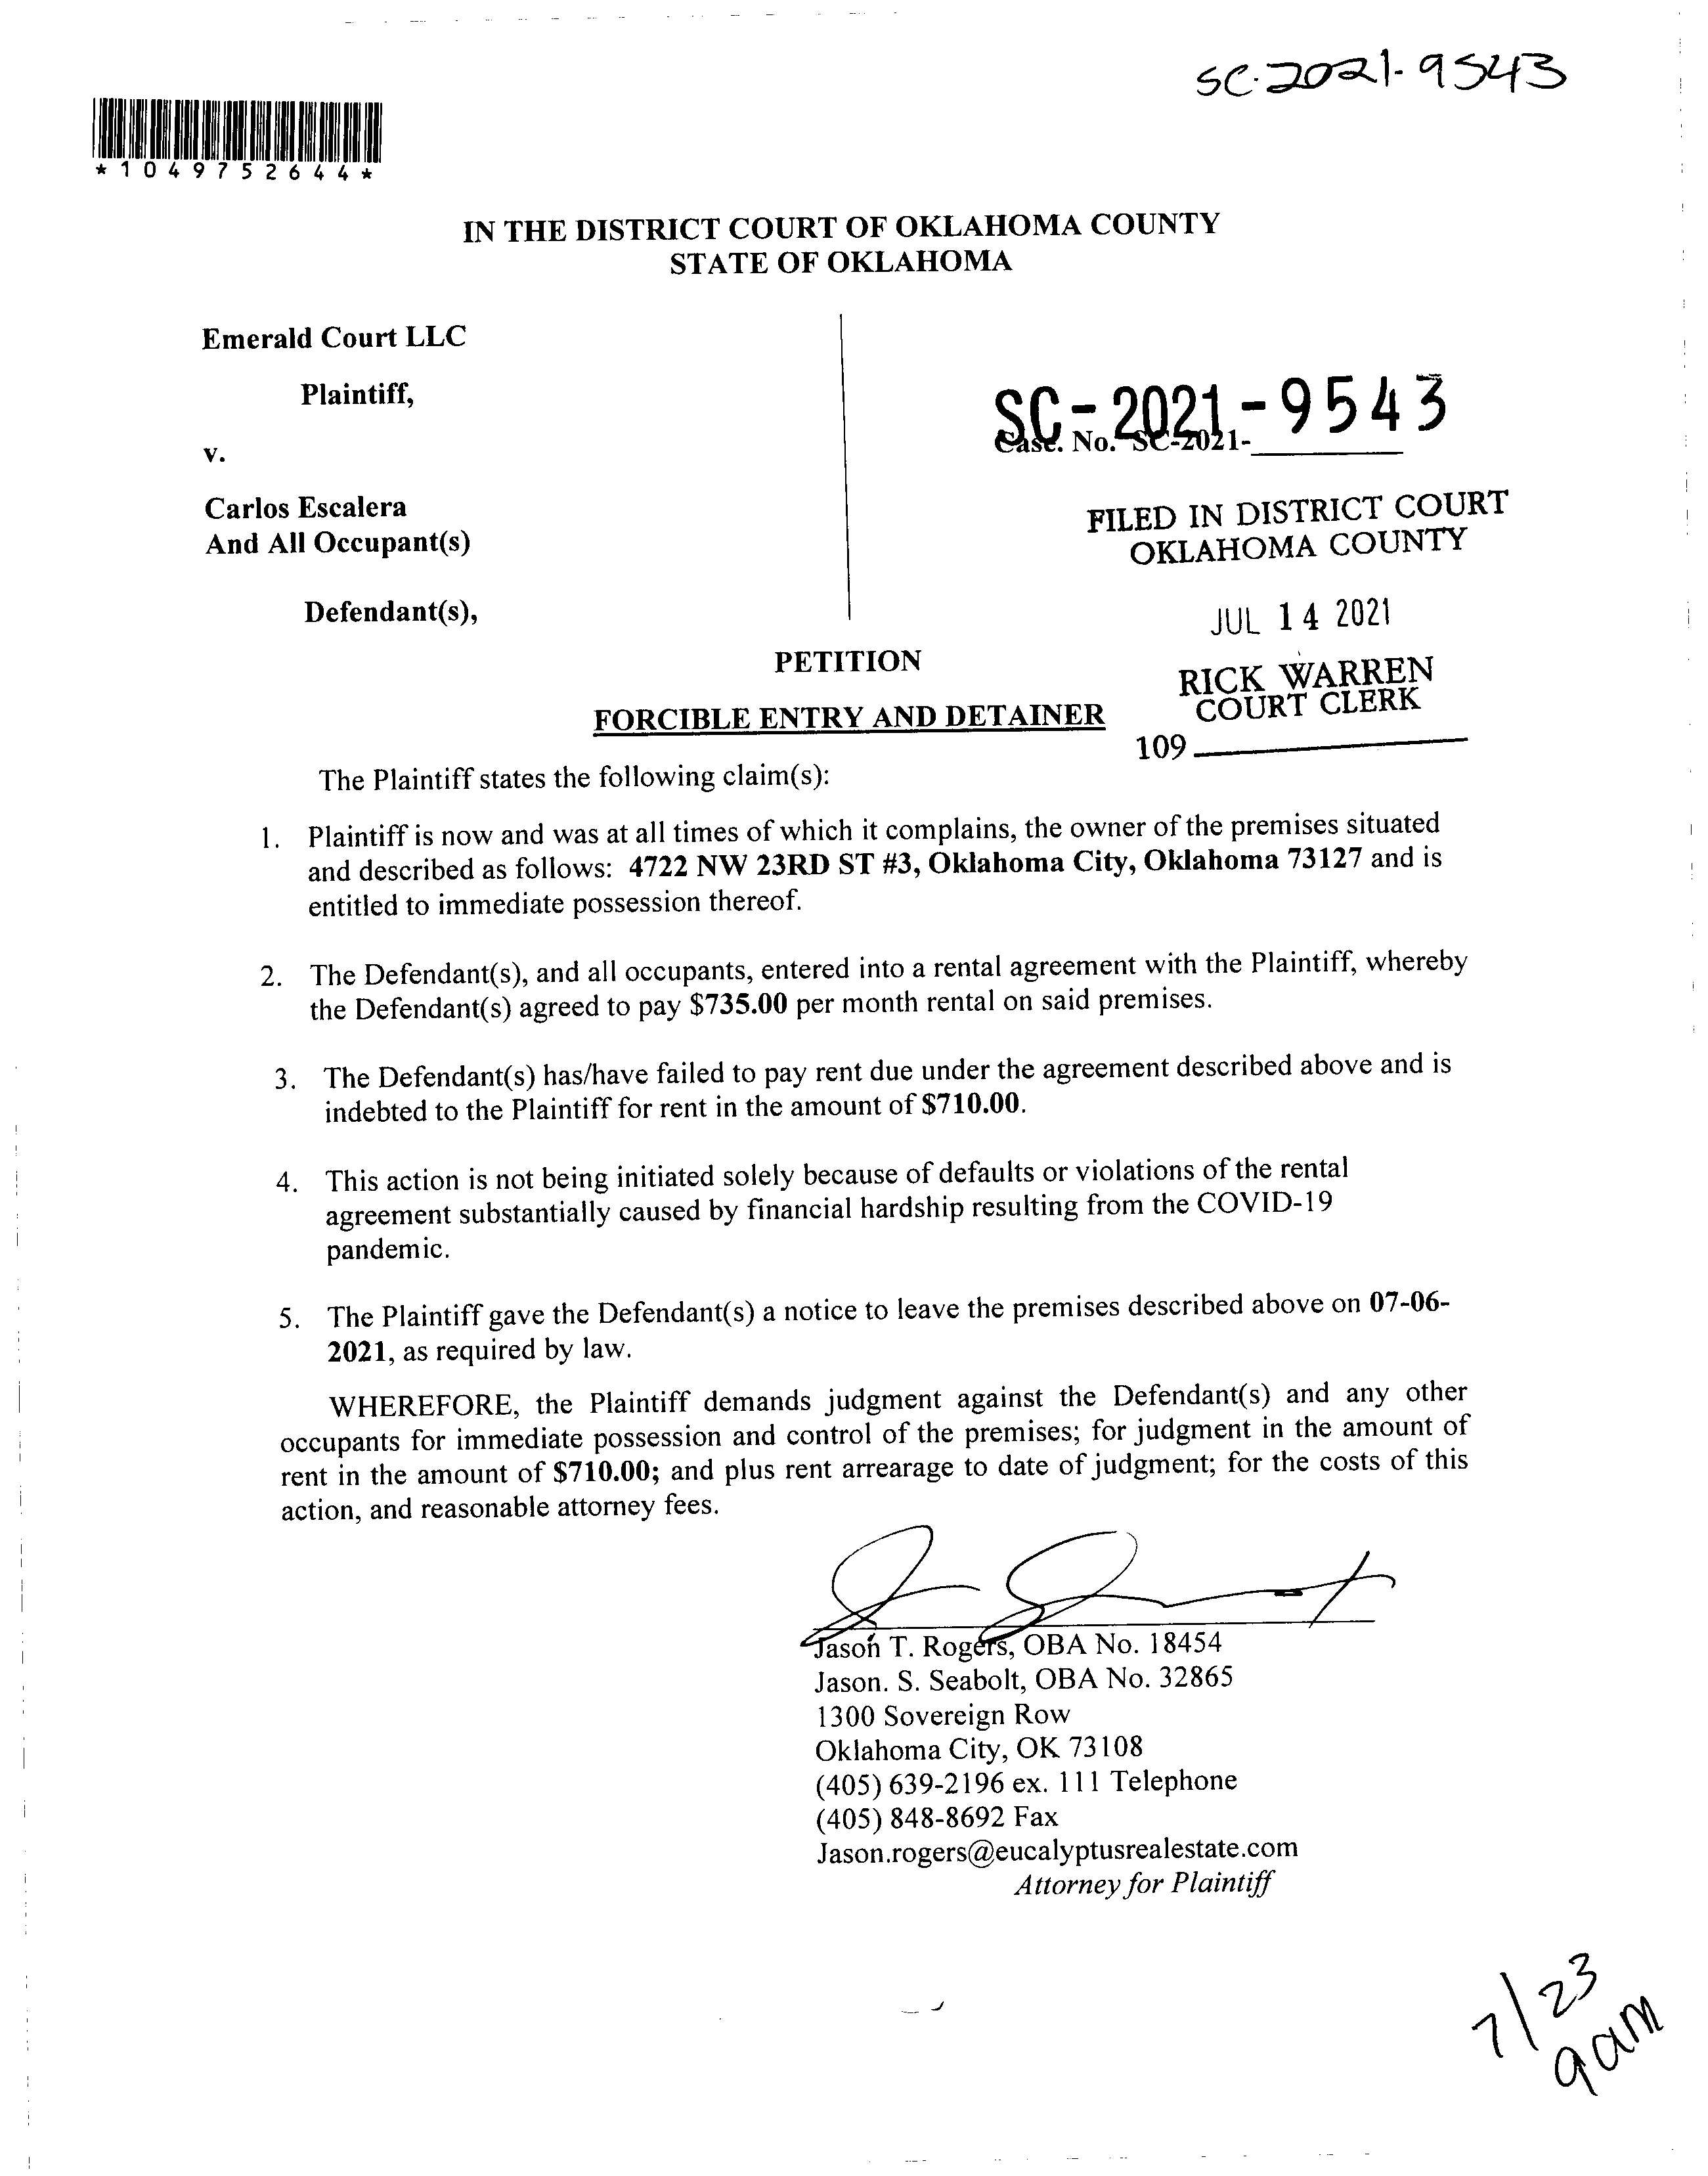 SC-2021-9543
*1049752644*
IN THE DISTRICT COURT OF OKLAHOMA COUNTY
STATE OF OKLAHOMA
Emerald Court LLC
Plaintiff,
v.
Carlos Escalera
And All Occupant(s)
Defendant(s),
SC-2021-9543
Case. No. SC-2021-
FILED IN DISTRICT COURT
OKLAHOMA COUNTY
JUL 14 2021
RICK WARREN
COURT CLERK
109
PETITION
FORCIBLE ENTRY AND DETAINER
The Plaintiff states the following claim(s):
1. Plaintiff is now and was at all times of which it complains, the owner of the premises situated
and described as follows: 4722 NW 23RD ST #3, Oklahoma City, Oklahoma 73127 and is
entitled to immediate possession thereof.
2. The Defendant(s), and all occupants, entered into a rental agreement with the Plaintiff, whereby
the Defendant(s) agreed to pay $735.00 per month rental on said premises.
3. The Defendant(s) has/have failed to pay rent due under the agreement described above and is
indebted to the Plaintiff for rent in the amount of $710.00.
4. This action is not being initiated solely because of defaults or violations of the rental
agreement substantially caused by financial hardship resulting from the COVID-19
pandemic.
5. The Plaintiff gave the Defendant(s) a notice to leave the premises described above on 07-06-
2021, as required by law.
WHEREFORE, the Plaintiff demands judgment against the Defendant(s) and any other
occupants for immediate possession and control of the premises; for judgment in the amount of
rent in the amount of $710.00; and plus rent arrearage to date of judgment; for the costs of this
action, and reasonable attorney fees.
Jason T. Rogers, OBA No. 18454
Jason. S. Seabolt, OBA No. 32865
1300 Sovereign Row
Oklahoma City, OK 73108
(405) 639-2196 ex. 111 Telephone
(405) 848-8692 Fax
Jason.rogers@eucalyptusrealestate.com
Attorney for Plaintiff
7/23
9am